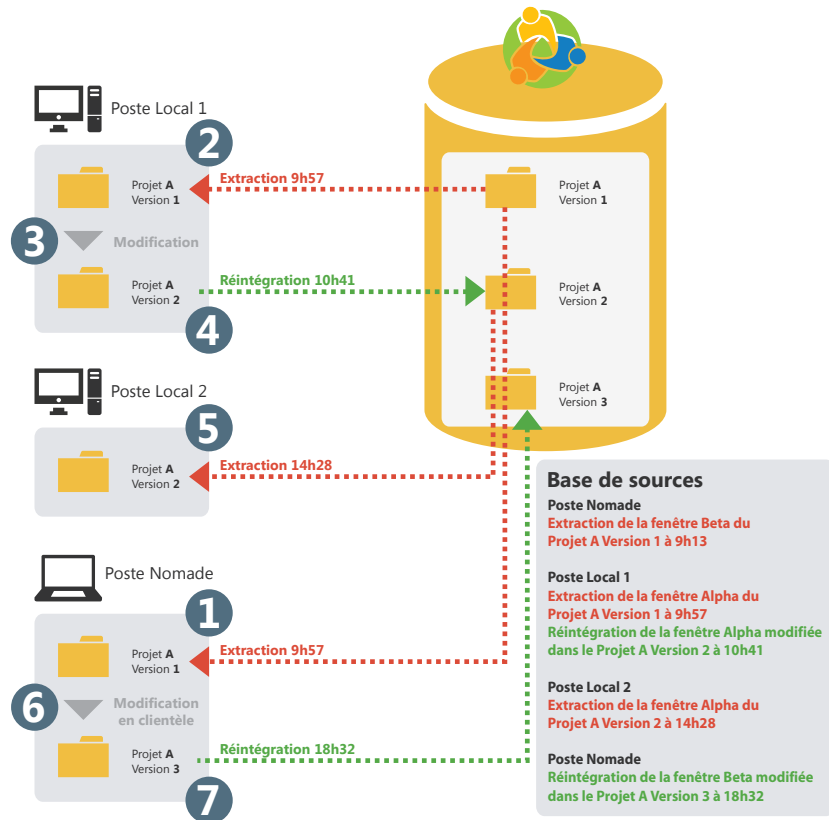 Poste Local 1
2
Projet A
Version 1
Extraction 9h57
3
Modification
Projet A
Version 2
Réintégration 10h41
4
Projet A
Version 1
Projet A
Version 2
Projet A
Version 3
Poste Local 2
5
Projet A
Version 2
Extraction 14h28
Poste Nomade
1
Projet A
Version 1
Extraction 9h57
6
Modification
en clientèle
Projet A
Version 3
Réintégration 18h32
7
Base de sources
Poste Nomade
Extraction de la fenêtre Beta du
Projet A Version 1 à 9h13
Poste Local 1
Extraction de la fenêtre Alpha du
Projet A Version 1 à 9h57
Réintégration de la fenêtre Alpha modifiée
dans le Projet A Version 2 à 10h41
Poste Local 2
Extraction de la fenêtre Alpha du
Projet A Version 2 à 14h28
Poste Nomade
Réintégration de la fenêtre Beta modifiée
dans le Projet A Version 3 à 18h32